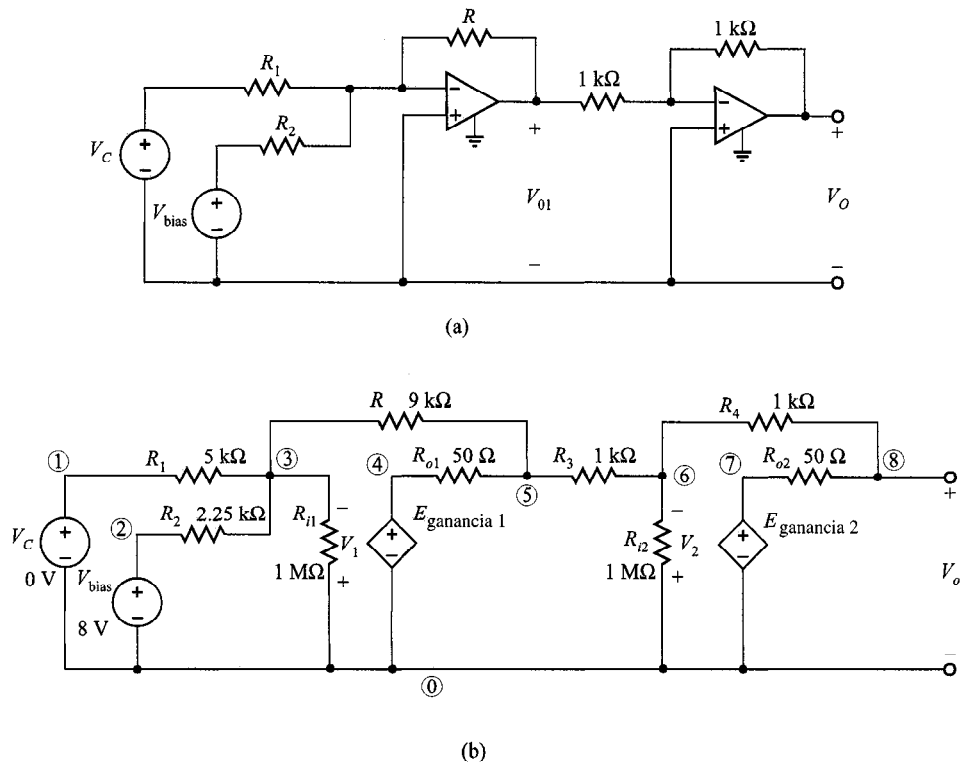 R
1 kΩ
R1
1 kΩ
− + − +
R2
VC + −
Vbias + −
+ V01 −
+ VO −
(a)
R 9 kΩ
R4 1 kΩ
① R1 5 kΩ ③ ④ Ro1 50 Ω ⑤ R3 1 kΩ ⑥ ⑦ Ro2 50 Ω ⑧
② R2 2.25 kΩ
Ri1 − V1 +
1 MΩ
Eganancia 1 + −
Ri2 − V2 +
1 MΩ
Eganancia 2 + −
VC + −
0 V
Vbias + −
8 V
+ Vo −
⓪
(b)